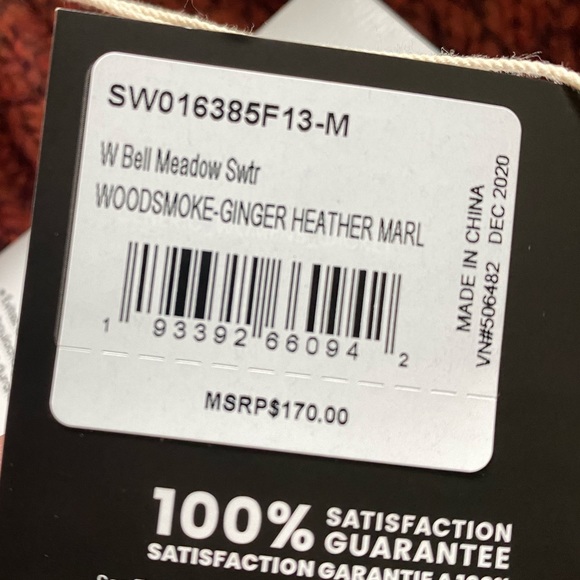 SW016385F13-M
W Bell Meadow Swtr
WOODSMOKE-GINGER HEATHER MARL
1 93392 66094 2
MADE IN CHINA
VN#506482 DEC 2020
MSRP$170.00
100% SATISFACTION
GUARANTEE
SATISFACTION GARANTIE